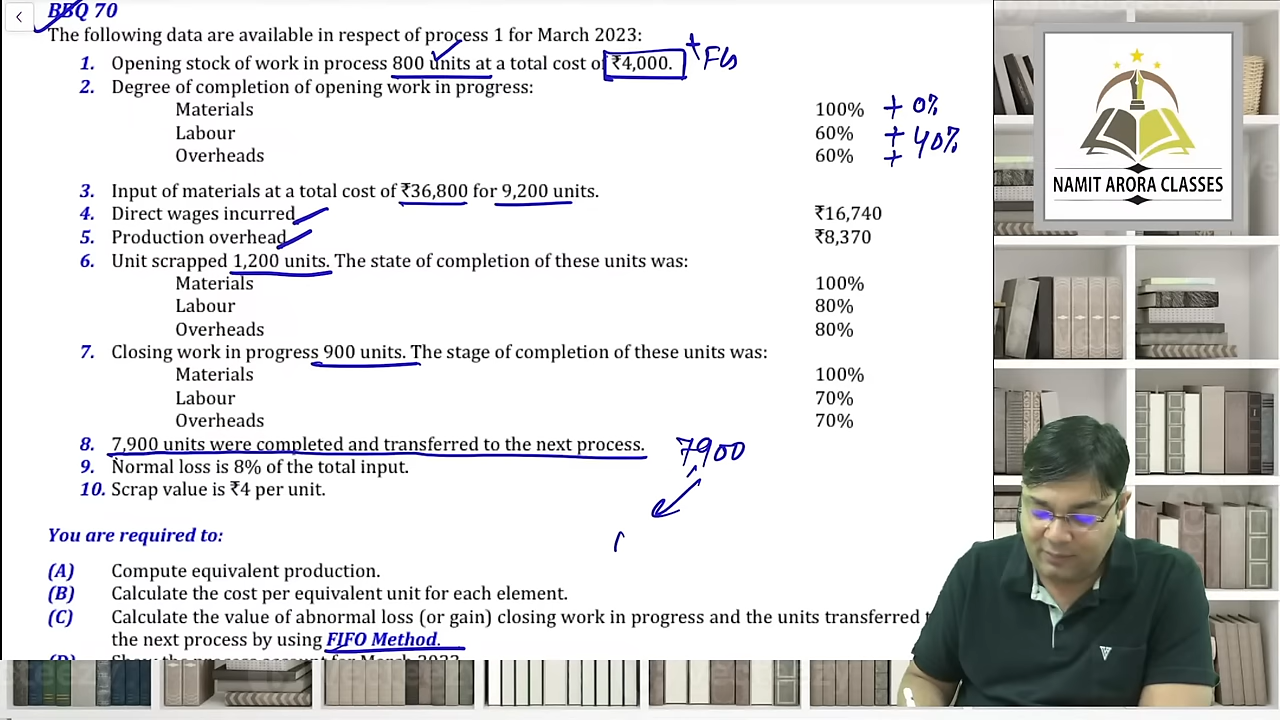 BBQ 70
The following data are available in respect of process 1 for March 2023:
1. Opening stock of work in process 800 units at a total cost of ₹4,000. + FIs
2. Degree of completion of opening work in progress:
Materials 100% + 0%
Labour 60% + 40%
Overheads 60% +
3. Input of materials at a total cost of ₹36,800 for 9,200 units.
4. Direct wages incurred ₹16,740
5. Production overhead ₹8,370
6. Unit scrapped 1,200 units. The state of completion of these units was:
Materials 100%
Labour 80%
Overheads 80%
7. Closing work in progress 900 units. The stage of completion of these units was:
Materials 100%
Labour 70%
Overheads 70%
8. 7,900 units were completed and transferred to the next process. 7900
9. Normal loss is 8% of the total input.
10. Scrap value is ₹4 per unit.
You are required to:
(A) Compute equivalent production.
(B) Calculate the cost per equivalent unit for each element.
(C) Calculate the value of abnormal loss (or gain) closing work in progress and the units transferred
the next process by using FIFO Method.
NAMIT ARORA CLASSES